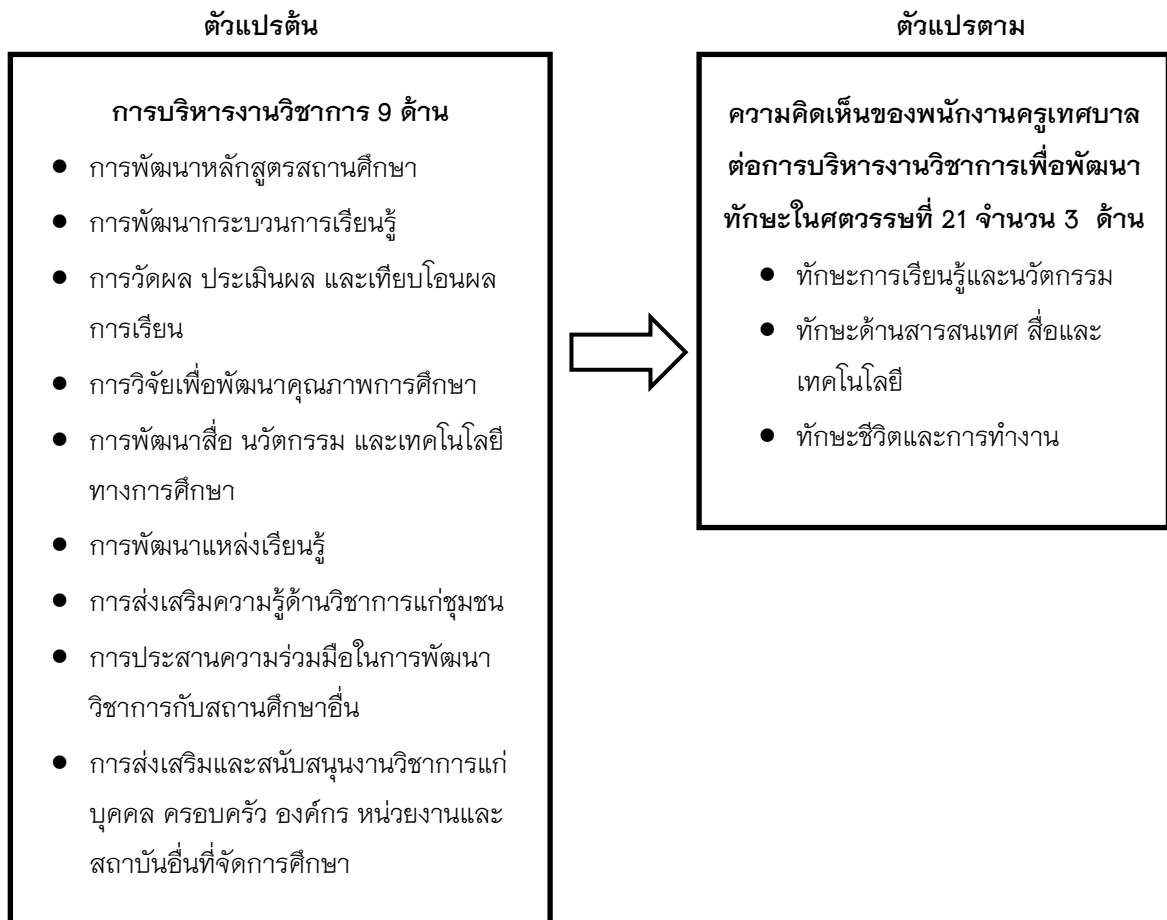 ตัวแปรต้น
การบริหารงานวิชาการ 9 ด้าน
● การพัฒนาหลักสูตรสถานศึกษา
● การพัฒนากระบวนการเรียนรู้
● การวัดผล ประเมินผล และเทียบโอนผล
การเรียน
● การวิจัยเพื่อพัฒนาคุณภาพการศึกษา
● การพัฒนาสื่อ นวัตกรรม และเทคโนโลยี
ทางการศึกษา
● การพัฒนาแหล่งเรียนรู้
● การส่งเสริมความรู้ด้านวิชาการแก่ชุมชน
● การประสานความร่วมมือในการพัฒนา
วิชาการกับสถานศึกษาอื่น
● การส่งเสริมและสนับสนุนงานวิชาการแก่
บุคคล ครอบครัว องค์กร หน่วยงานและ
สถาบันอื่นที่จัดการศึกษา
ตัวแปรตาม
ความคิดเห็นของพนักงานครูเทศบาล
ต่อการบริหารงานวิชาการเพื่อพัฒนา
ทักษะในศตวรรษที่ 21 จำนวน 3 ด้าน
● ทักษะการเรียนรู้และนวัตกรรม
● ทักษะด้านสารสนเทศ สื่อและ
เทคโนโลยี
● ทักษะชีวิตและการทำงาน